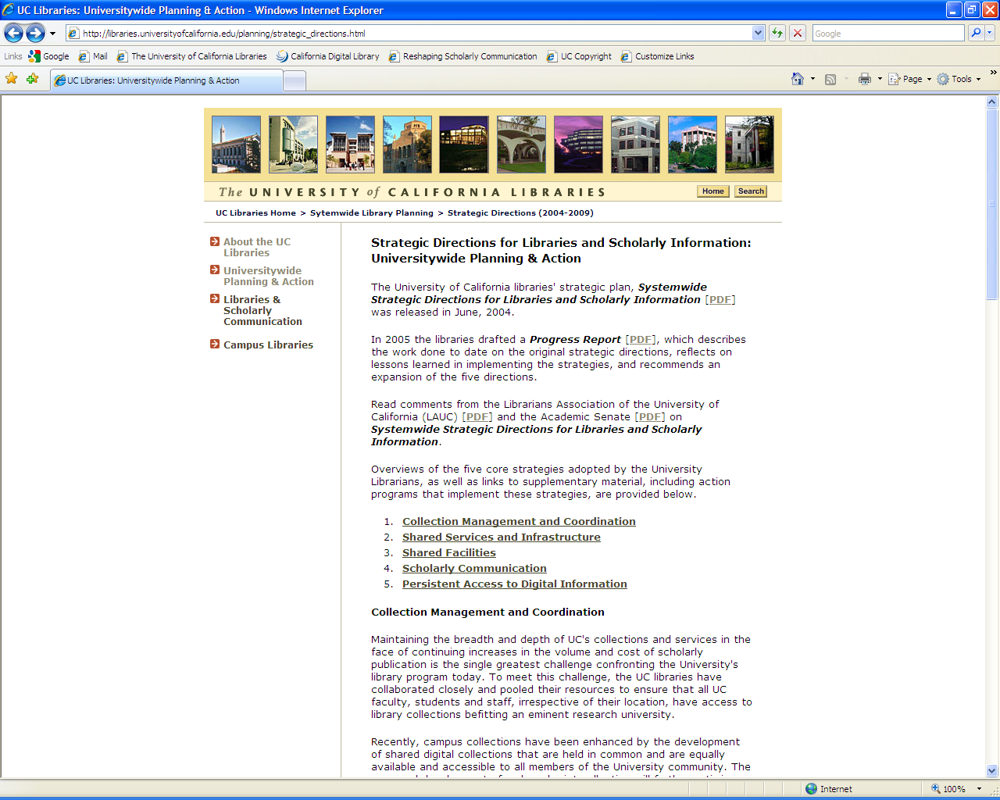 UC Libraries: Universitywide Planning & Action - Windows Internet Explorer
http://libraries.universityofcalifornia.edu/planning/strategic_directions.html
Google
Links Google Mail The University of California Libraries California Digital Library Reshaping Scholarly Communication UC Copyright Customize Links
UC Libraries: Universitywide Planning & Action
Page Tools
The UNIVERSITY of CALIFORNIA LIBRARIES
Home Search
UC Libraries Home > Sytemwide Library Planning > Strategic Directions (2004-2009)
About the UC
Libraries
Universitywide
Planning & Action
Libraries &
Scholarly
Communication
Campus Libraries
Strategic Directions for Libraries and Scholarly Information:
Universitywide Planning & Action
The University of California libraries' strategic plan, Systemwide
Strategic Directions for Libraries and Scholarly Information [PDF]
was released in June, 2004.
In 2005 the libraries drafted a Progress Report [PDF], which describes
the work done to date on the original strategic directions, reflects on
lessons learned in implementing the strategies, and recommends an
expansion of the five directions.
Read comments from the Librarians Association of the University of
California (LAUC) [PDF] and the Academic Senate [PDF] on
Systemwide Strategic Directions for Libraries and Scholarly
Information.
Overviews of the five core strategies adopted by the University
Librarians, as well as links to supplementary material, including action
programs that implement these strategies, are provided below.
1. Collection Management and Coordination
2. Shared Services and Infrastructure
3. Shared Facilities
4. Scholarly Communication
5. Persistent Access to Digital Information
Collection Management and Coordination
Maintaining the breadth and depth of UC's collections and services in the
face of continuing increases in the volume and cost of scholarly
publication is the single greatest challenge confronting the University's
library program today. To meet this challenge, the UC libraries have
collaborated closely and pooled their resources to ensure that all UC
faculty, students and staff, irrespective of their location, have access to
library collections befitting an eminent research university.
Recently, campus collections have been enhanced by the development
of shared digital collections that are held in common and are equally
available and accessible to all members of the University community. The
Internet
100%